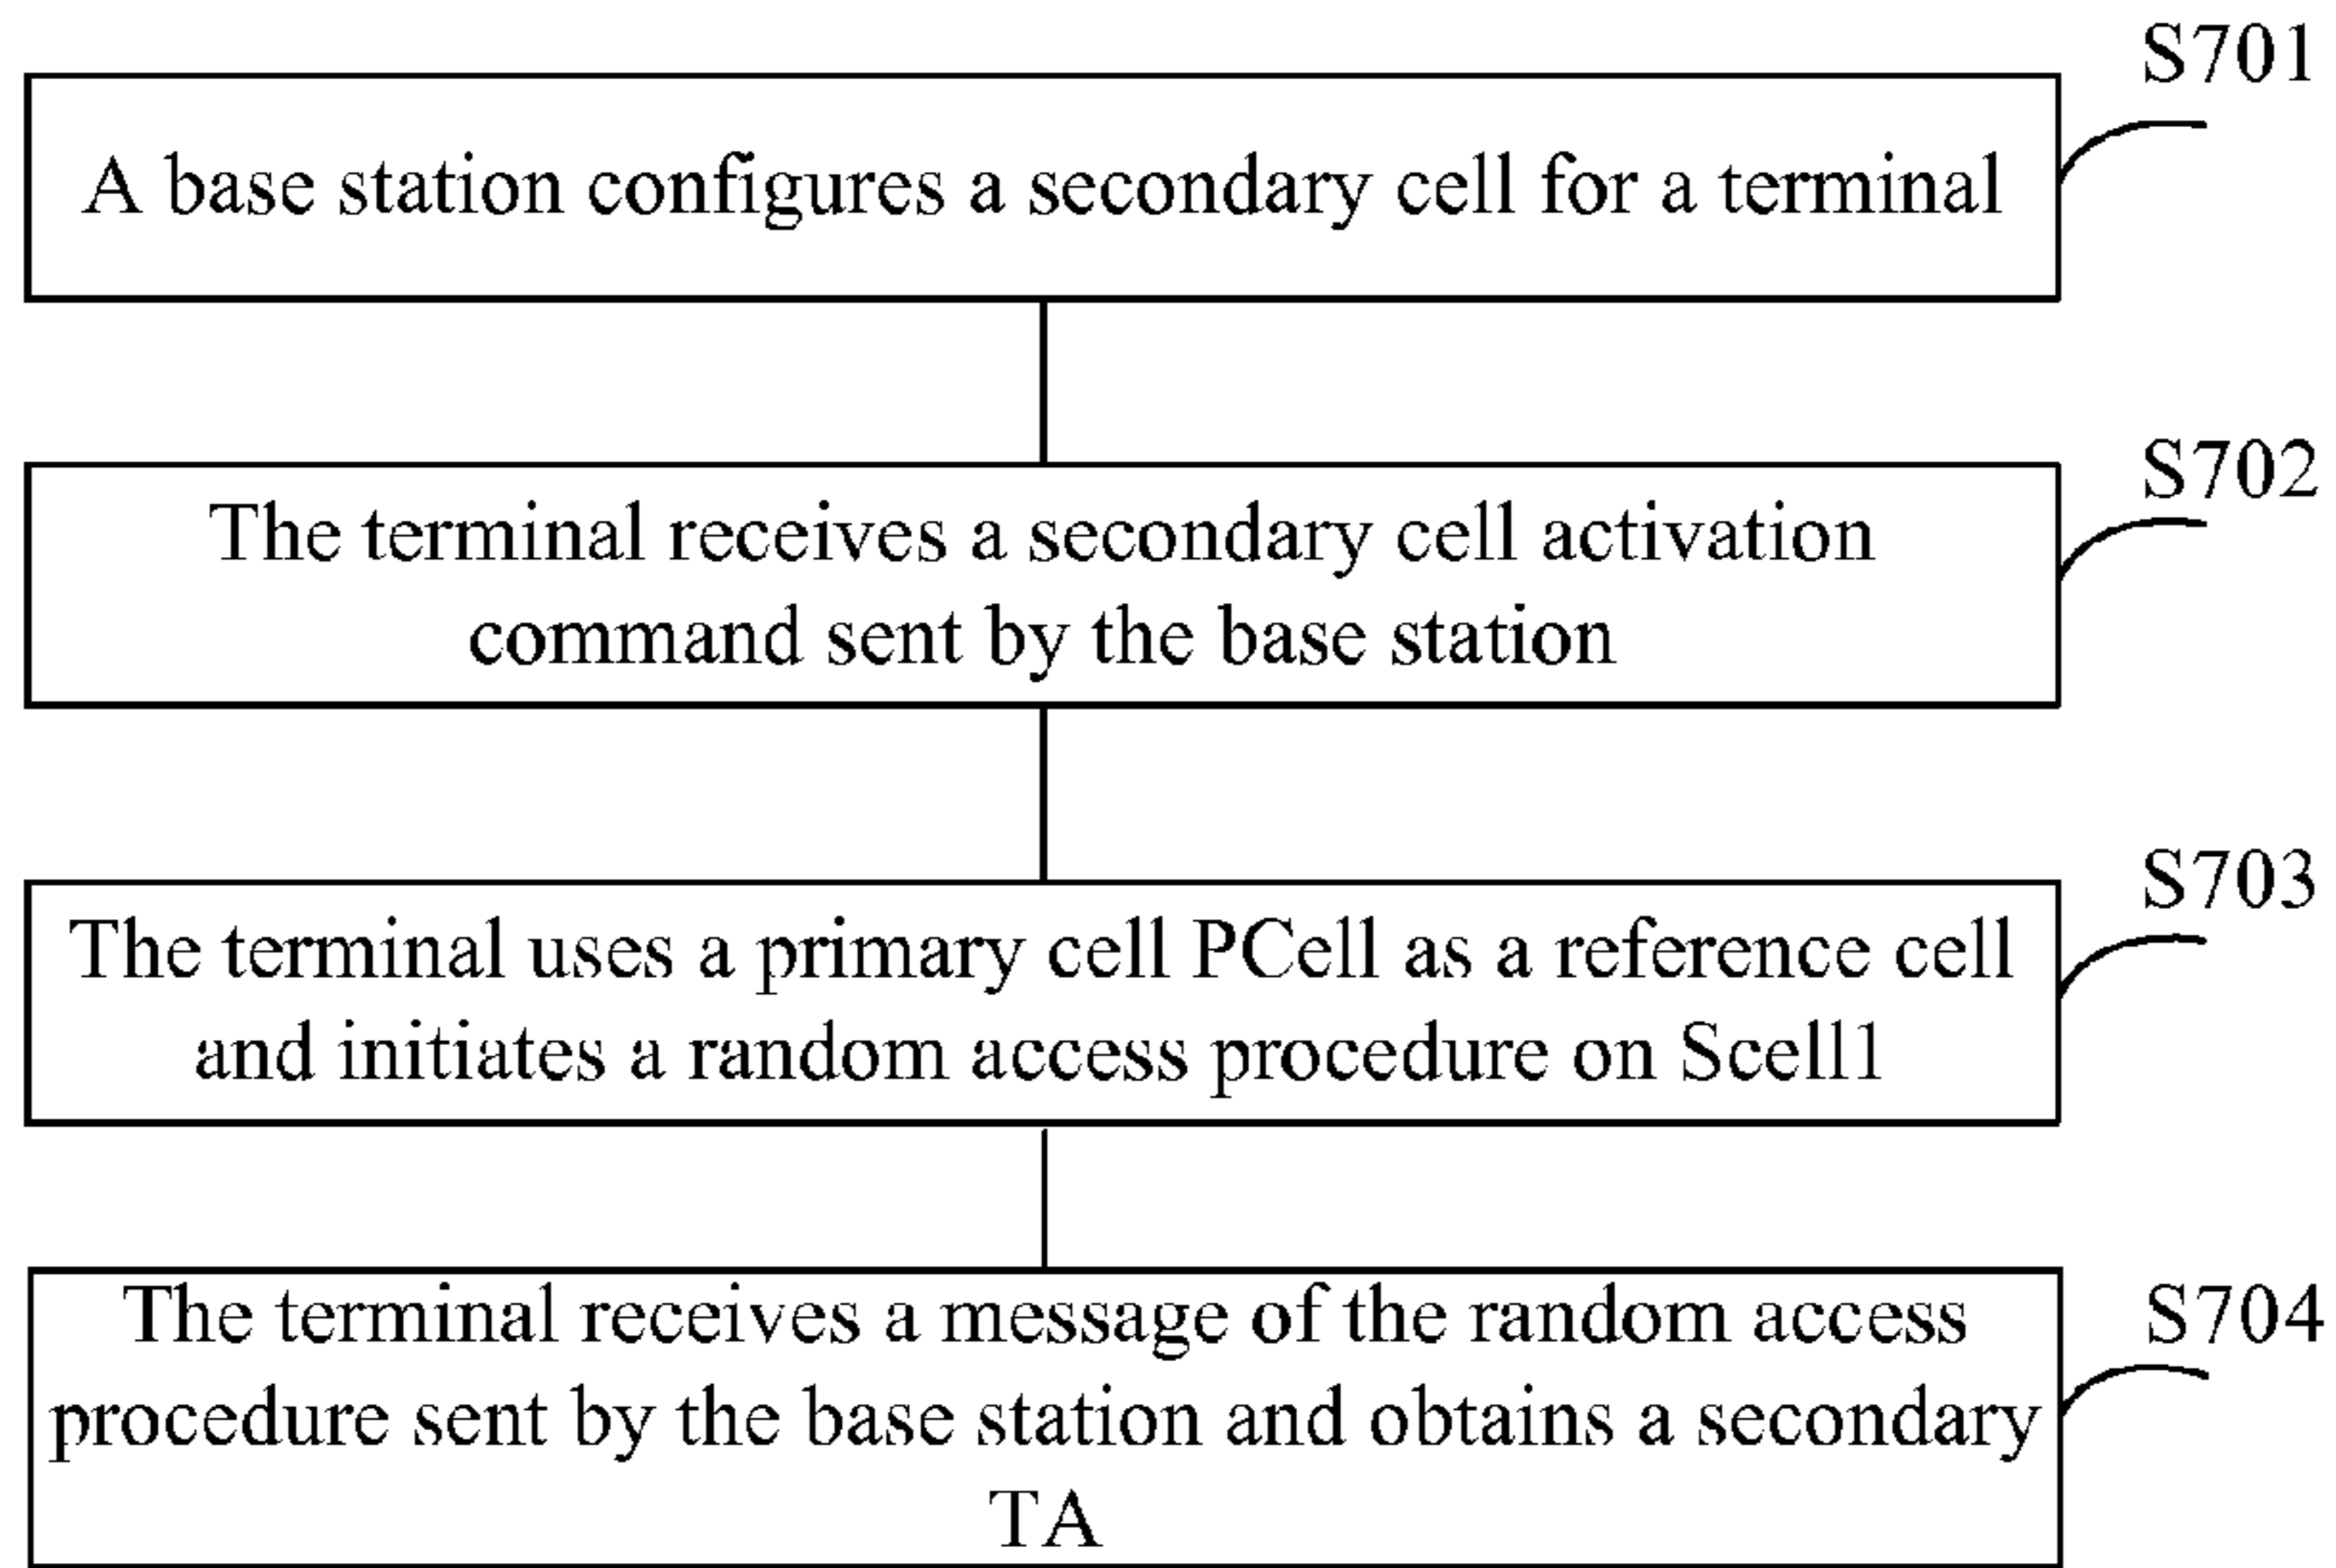 S701
A base station configures a secondary cell for a terminal
S702
The terminal receives a secondary cell activation
command sent by the base station
S703
The terminal uses a primary cell PCell as a reference cell
and initiates a random access procedure on Scell1
S704
The terminal receives a message of the random access
procedure sent by the base station and obtains a secondary
TA